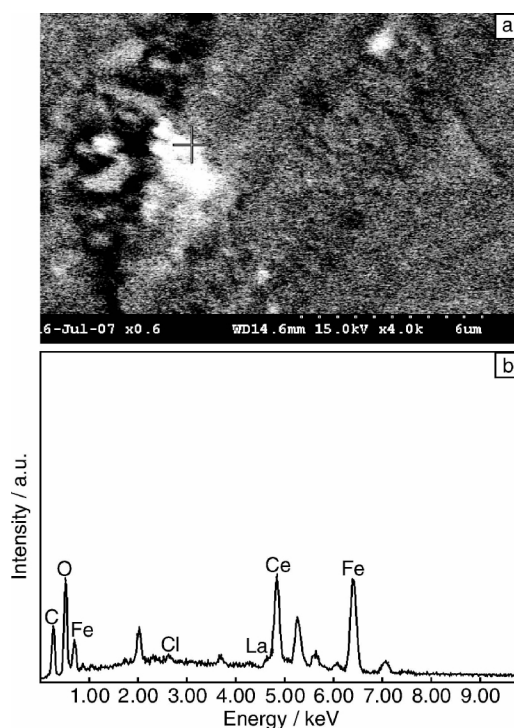 a
6-Jul-07 x0.6 WD14.6mm 15.0kV x4.0k 6um
b
Intensity / a.u.
C
O
Fe
Cl
La
Ce
Fe
1.00 2.00 3.00 4.00 5.00 6.00 7.00 8.00 9.00
Energy / keV